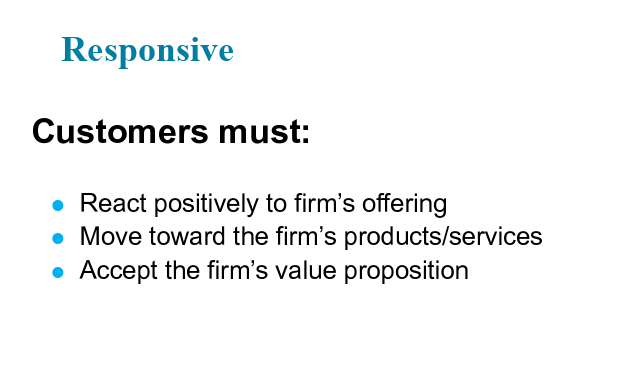 Responsive
Customers must:
● React positively to firm’s offering
● Move toward the firm’s products/services
● Accept the firm’s value proposition